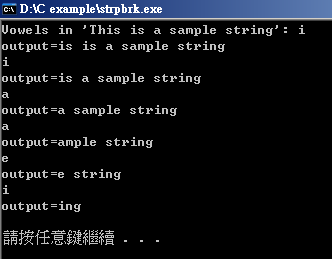 D:\C example\strpbrk.exe
Vowels in 'This is a sample string': i
output=is is a sample string
i
output=is a sample string
a
output=a sample string
a
output=ample string
e
output=e string
i
output=ing
請按任意鍵繼續 . . .